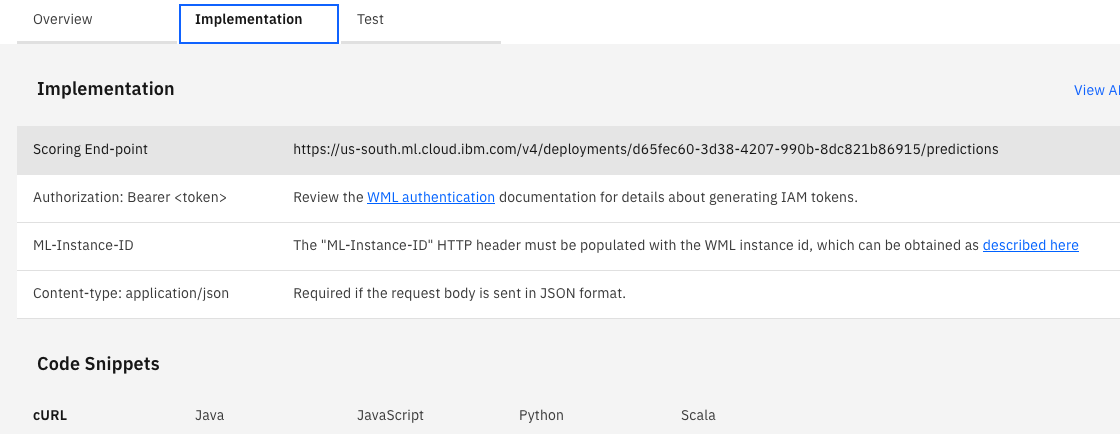 Overview Implementation Test
Implementation View
Scoring End-point https://us-south.ml.cloud.ibm.com/v4/deployments/d65fec60-3d38-4207-990b-8dc821b86915/predictions
Authorization: Bearer <token> Review the WML authentication documentation for details about generating IAM tokens.
ML-Instance-ID The "ML-Instance-ID" HTTP header must be populated with the WML instance id, which can be obtained as described here
Content-type: application/json Required if the request body is sent in JSON format.
Code Snippets
cURL Java JavaScript Python Scala